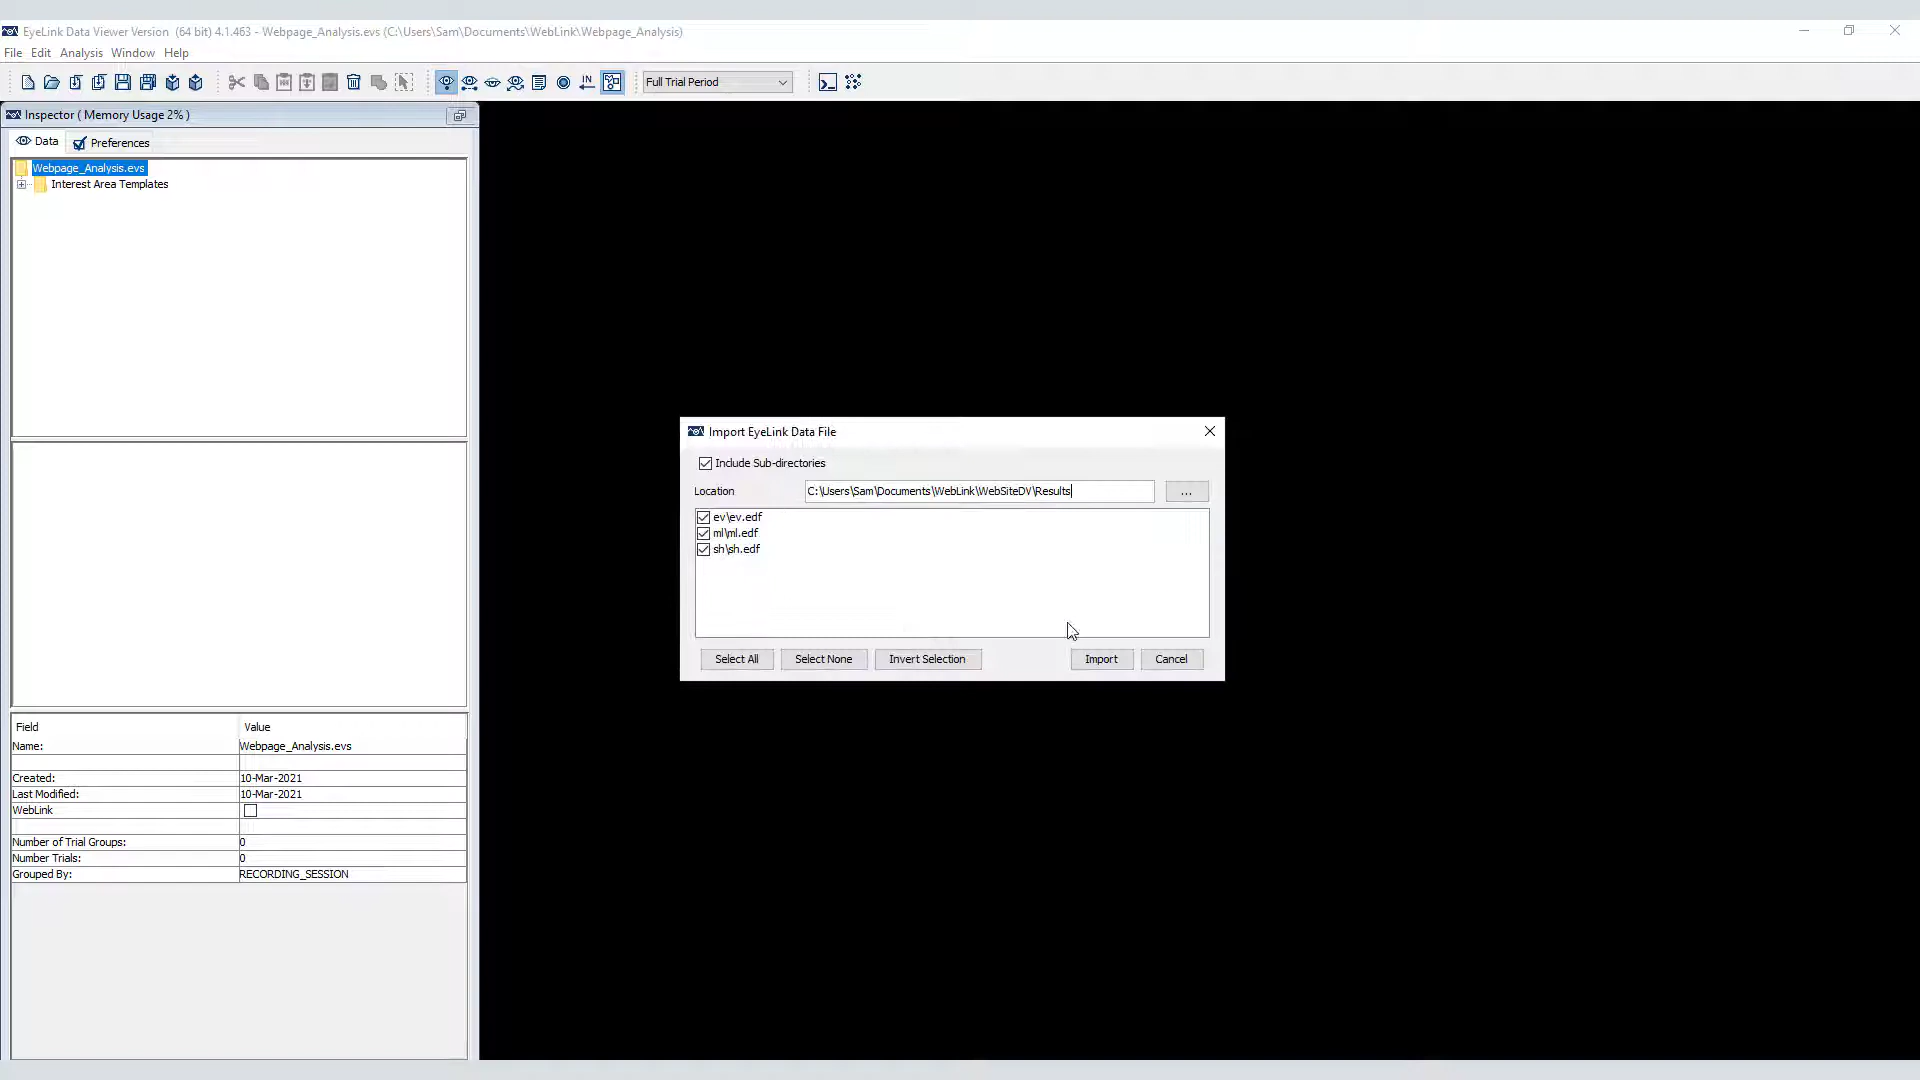 EyeLink Data Viewer Version (64 bit) 4.1.463 - Webpage_Analysis.evs (C:\Users\Sam\Documents\WebLink\Webpage_Analysis)
File Edit Analysis Window Help
IN
Full Trial Period
Inspector ( Memory Usage 2% )
Data Preferences
Webpage_Analysis.evs
Interest Area Templates
Import EyeLink Data File
Include Sub-directories
Location C:\Users\Sam\Documents\WebLink\WebSiteDV\Results ...
ev\ev.edf
ml\ml.edf
sh\sh.edf
Select All Select None Invert Selection Import Cancel
Field Value
Name: Webpage_Analysis.evs
Created: 10-Mar-2021
Last Modified: 10-Mar-2021
WebLink
Number of Trial Groups: 0
Number Trials: 0
Grouped By: RECORDING_SESSION